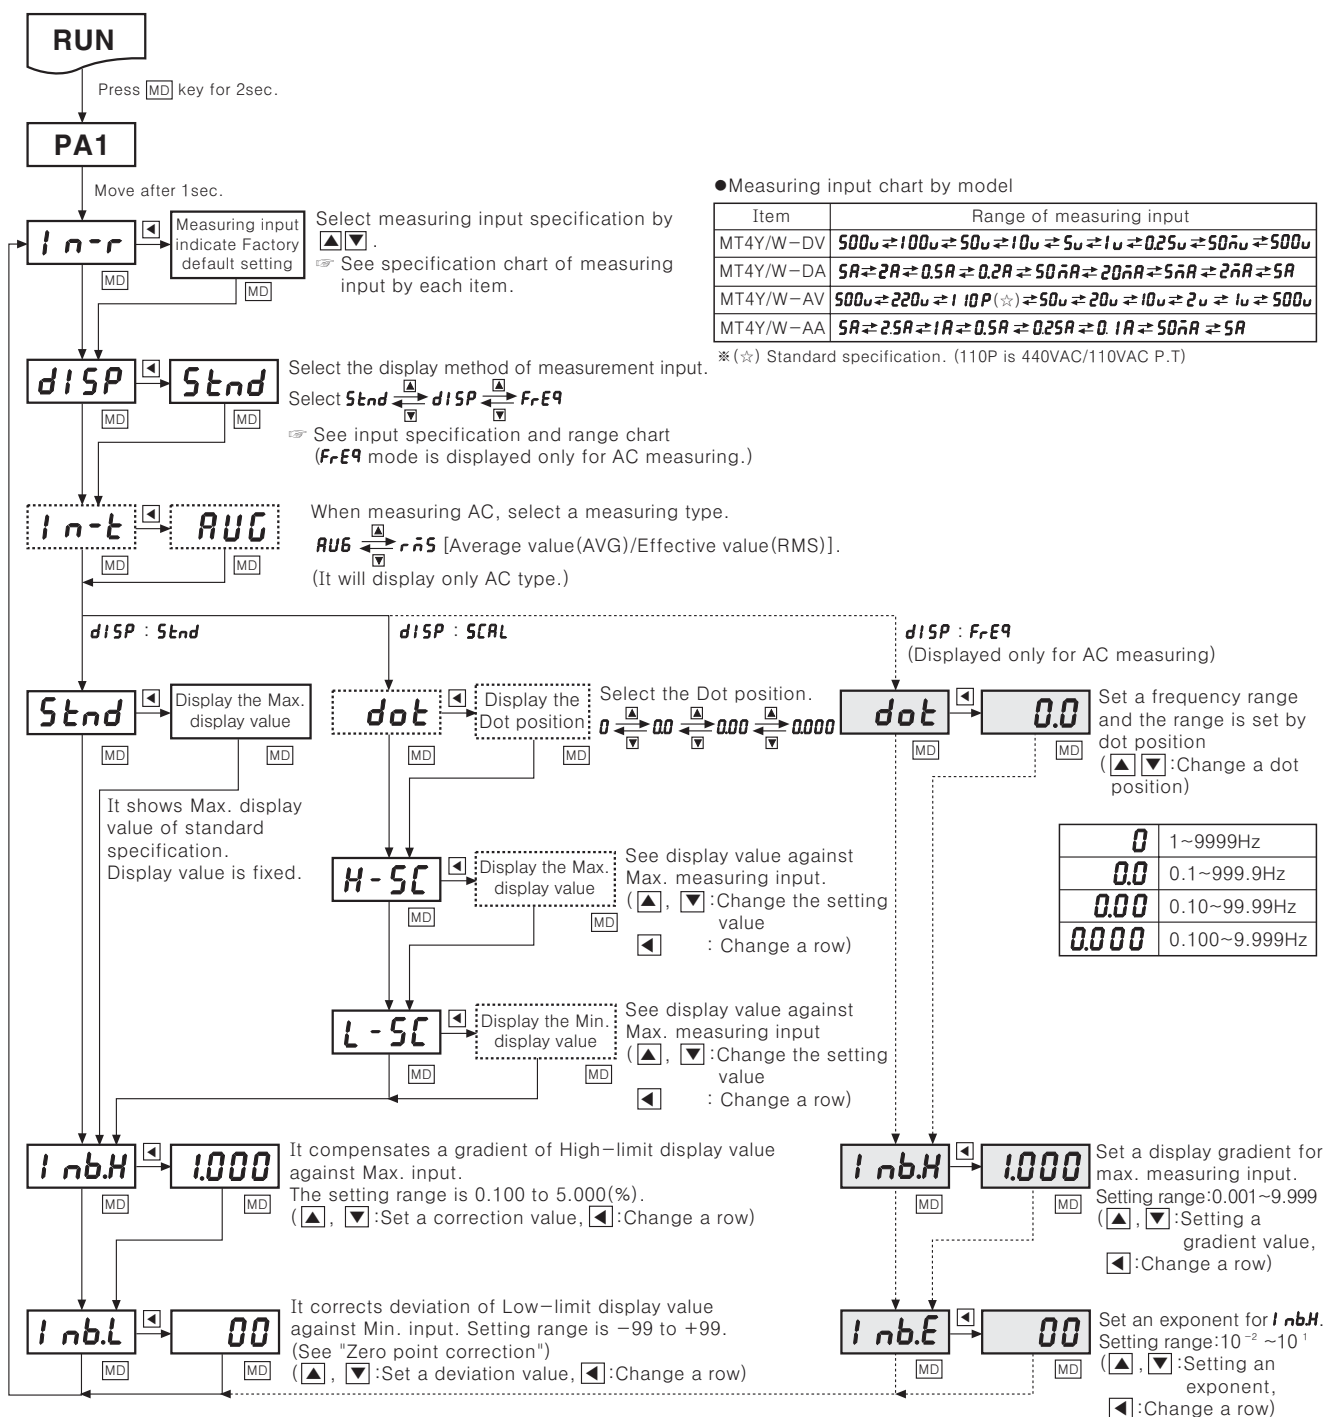 RUN
Press MD key for 2sec.
PA1
Move after 1sec.
In-r
◀
Measuring input
indicate Factory
default setting
MD
MD
Select measuring input specification by
▲▼.
☞ See specification chart of measuring
input by each item.
●Measuring input chart by model
Item Range of measuring input
MT4Y/W-DV 500v⇄100v⇄50v⇄10v⇄5v⇄1v⇄0.25v⇄50mv⇄500v
MT4Y/W-DA 5A⇄2A⇄0.5A⇄0.2A⇄50mA⇄20mA⇄5mA⇄2mA⇄5A
MT4Y/W-AV 500v⇄220v⇄110P(☆)⇄50v⇄20v⇄10v⇄2v⇄1v⇄500v
MT4Y/W-AA 5A⇄2.5A⇄1A⇄0.5A⇄0.25A⇄0.1A⇄50mA⇄5A
※(☆) Standard specification. (110P is 440VAC/110VAC P.T)
dISP
◀
Stnd
MD
MD
Select the display method of measurement input.
Select Stnd ▲▼ dISP ▲▼ FrEq
☞ See input specification and range chart
(FrEq mode is displayed only for AC measuring.)
In-t
◀
AVG
MD
MD
When measuring AC, select a measuring type.
AVG ▲▼ rmS [Average value(AVG)/Effective value(RMS)].
(It will display only AC type.)
dISP : Stnd
dISP : SCAL
dISP : FrEq
(Displayed only for AC measuring)
Stnd
◀
Display the Max.
display value
MD
MD
It shows Max. display
value of standard
specification.
Display value is fixed.
dot
◀
Display the
Dot position
MD
MD
Select the Dot position.
0 ▲▼ 0.0 ▲▼ 0.00 ▲▼ 0.000
dot
◀
0.0
MD
MD
Set a frequency range
and the range is set by
dot position
(▲ ▼:Change a dot
position)
0 1~9999Hz
0.0 0.1~999.9Hz
0.00 0.10~99.99Hz
0.000 0.100~9.999Hz
H-SC
◀
Display the Max.
display value
MD
MD
See display value against
Max. measuring input.
(▲, ▼:Change the setting
value
◀ : Change a row)
L-SC
◀
Display the Min.
display value
MD
MD
See display value against
Max. measuring input
(▲, ▼:Change the setting
value
◀ : Change a row)
Inb.H
◀
1.000
MD
MD
It compensates a gradient of High-limit display value
against Max. input.
The setting range is 0.100 to 5.000(%).
(▲, ▼:Set a correction value, ◀:Change a row)
Inb.H
◀
1.000
MD
MD
Set a display gradient for
max. measuring input.
Setting range:0.001~9.999
(▲, ▼:Setting a
gradient value,
◀:Change a row)
Inb.L
◀
00
MD
MD
It corrects deviation of Low-limit display value
against Min. input. Setting range is -99 to +99.
(See "Zero point correction")
(▲, ▼:Set a deviation value, ◀:Change a row)
Inb.E
◀
00
MD
MD
Set an exponent for Inb.H.
Setting range:10⁻²~10¹
(▲,▼:Setting an
exponent,
◀:Change a row)